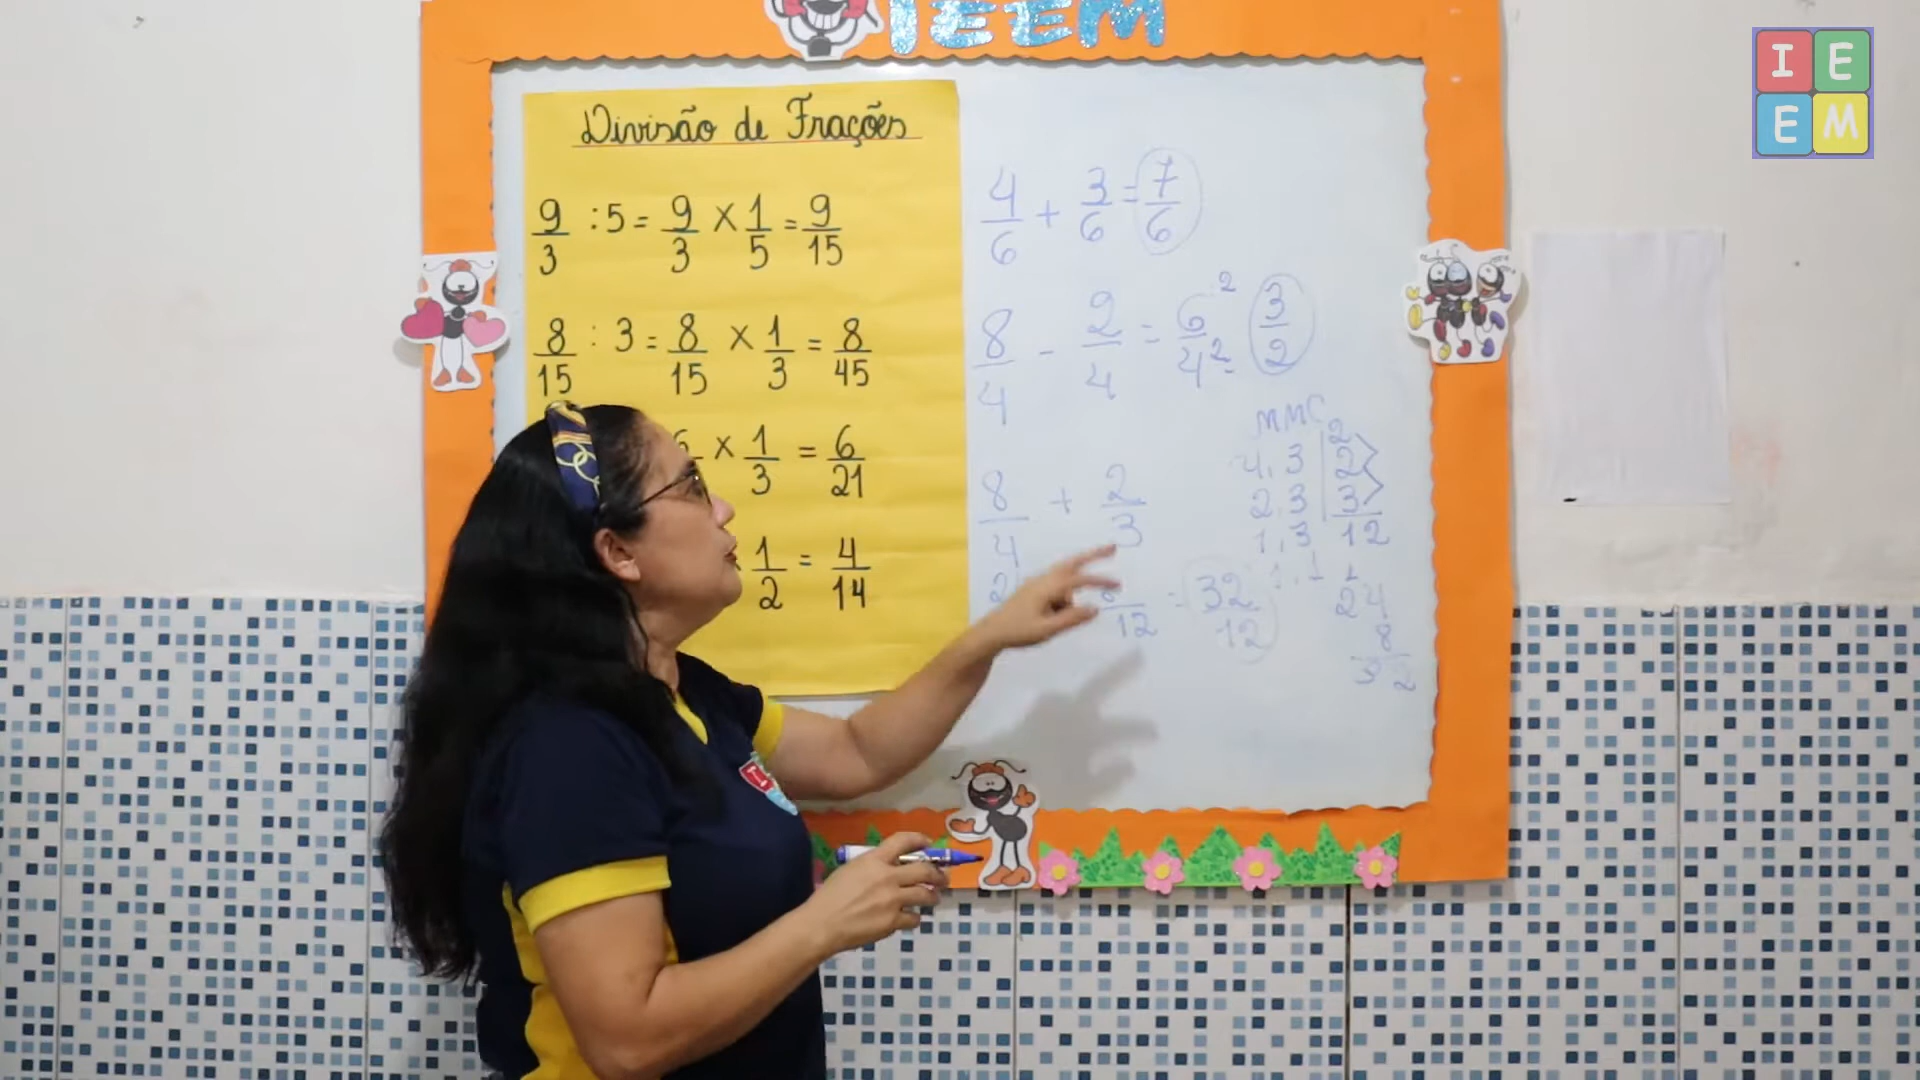 IEEM
I E
E M
Divisão de Frações
9/3 : 5 = 9/3 X 1/5 = 9/15
8/15 : 3 = 8/15 X 1/3 = 8/45
X 1/3 = 6/21
1/2 = 4/14
4/6 + 3/6 = 7/6
8/4 - 2/4 = 6/4 :2 :2 = 3/2
8/4 + 2/3
/12 = 32/12
MMC
4, 3 | 2
2, 3 | 2
1, 3 | 3
1, 1 12
24
8
32